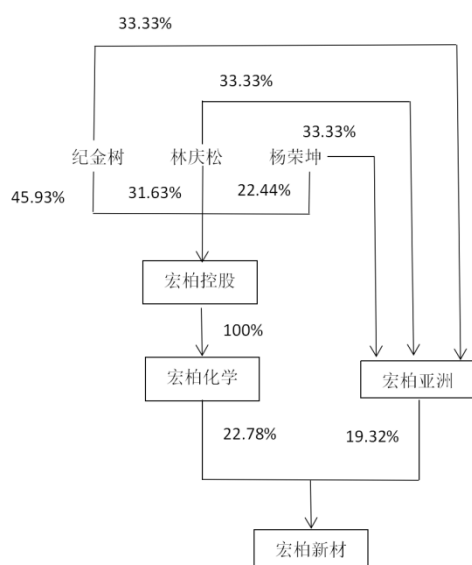 33.33%
33.33%
33.33%
纪金树 林庆松 杨荣坤
45.93% 31.63% 22.44%
宏柏控股
100%
宏柏化学 宏柏亚洲
22.78% 19.32%
宏柏新材